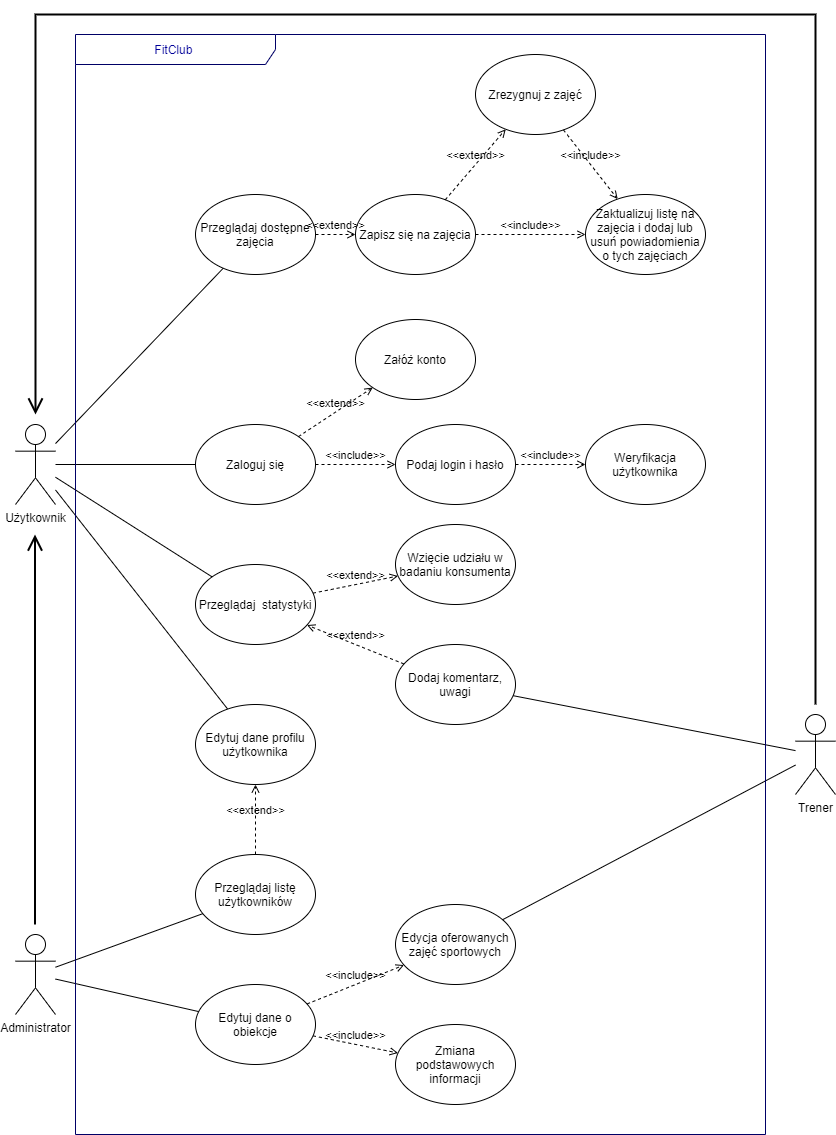 FitClub
Zrezygnuj z zajęć
<<extend>>
<<include>>
Przeglądaj dostępne
zajęcia
<<extend>>
Zapisz się na zajęcia
<<include>>
Zaktualizuj listę na
zajęcia i dodaj lub
usuń powiadomienia
o tych zajęciach
Załóż konto
<<extend>>
Użytkownik
Zaloguj się
<<include>>
Podaj login i hasło
<<include>>
Weryfikacja
użytkownika
Wzięcie udziału w
badaniu konsumenta
<<extend>>
Przeglądaj statystyki
<<extend>>
Dodaj komentarz,
uwagi
Edytuj dane profilu
użytkownika
Trener
<<extend>>
Przeglądaj listę
użytkowników
Edycja oferowanych
zajęć sportowych
<<include>>
Administrator
Edytuj dane o
obiekcje
<<include>>
Zmiana
podstawowych
informacji